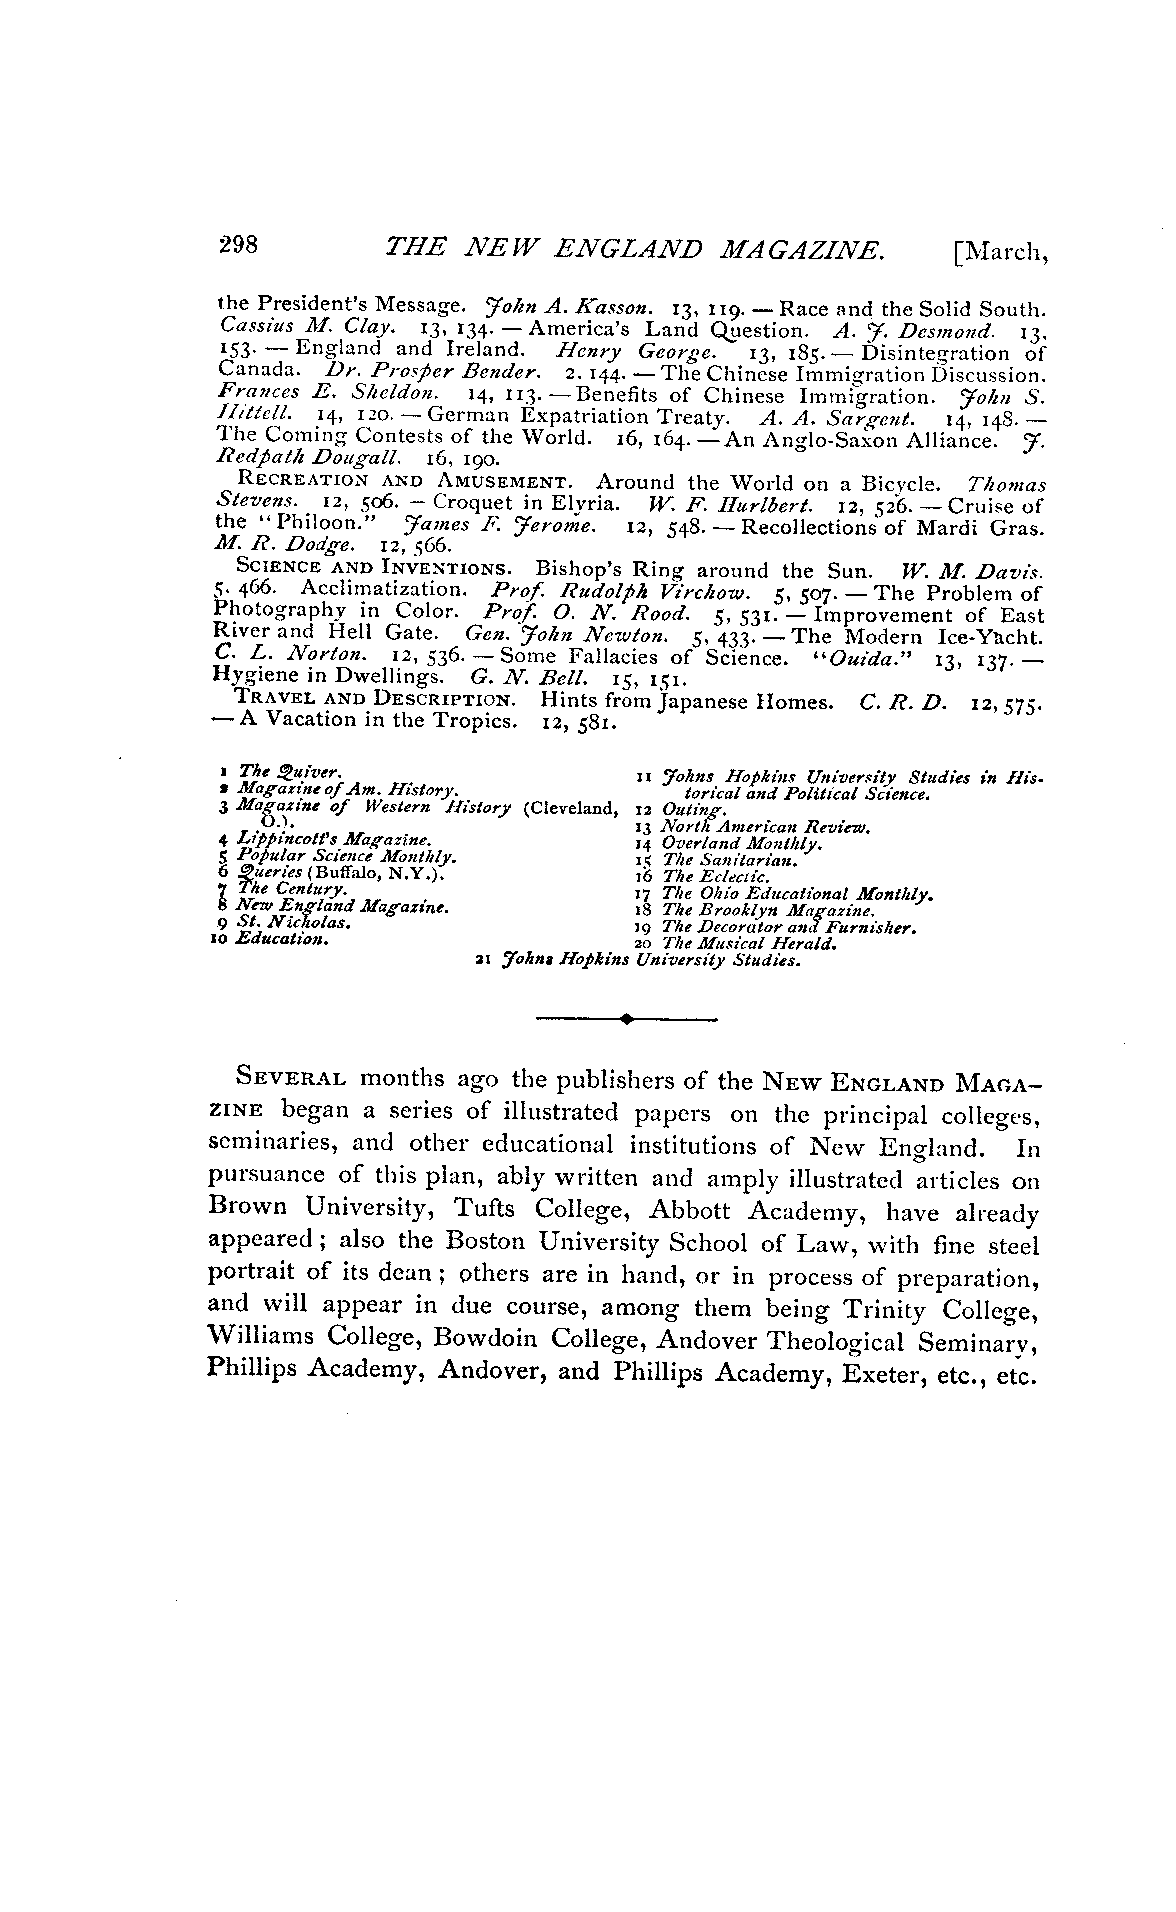 298 THE NEW ENGLAND MAGAZINE. [March,
the President's Message. John A. Kasson. 13, 119. — Race and the Solid South.
Cassius M. Clay. 13, 134. — America's Land Question. A. J. Desmond. 13,
153. — England and Ireland. Henry George. 13, 185. — Disintegration of
Canada. Dr. Prosper Bender. 2. 144. — The Chinese Immigration Discussion.
Frances E. Sheldon. 14, 113. — Benefits of Chinese Immigration. John S.
Hittell. 14, 120. — German Expatriation Treaty. A. A. Sargent. 14, 148. —
The Coming Contests of the World. 16, 164. — An Anglo-Saxon Alliance. J.
Redpath Dougall. 16, 190.
RECREATION AND AMUSEMENT. Around the World on a Bicycle. Thomas
Stevens. 12, 506. — Croquet in Elyria. W. F. Hurlbert. 12, 526. — Cruise of
the "Philoon." James F. Jerome. 12, 548. — Recollections of Mardi Gras.
M. R. Dodge. 12, 566.
SCIENCE AND INVENTIONS. Bishop's Ring around the Sun. W. M. Davis.
5. 466. Acclimatization. Prof. Rudolph Virchow. 5, 507. — The Problem of
Photography in Color. Prof. O. N. Rood. 5, 531. — Improvement of East
River and Hell Gate. Gen. John Newton. 5, 433. — The Modern Ice-Yacht.
C. L. Norton. 12, 536. — Some Fallacies of Science. "Ouida." 13, 137. —
Hygiene in Dwellings. G. N. Bell. 15, 151.
TRAVEL AND DESCRIPTION. Hints from Japanese Homes. C. R. D. 12, 575.
— A Vacation in the Tropics. 12, 581.
1 The Quiver.
2 Magazine of Am. History.
3 Magazine of Western History (Cleveland,
O.).
4 Lippincott's Magazine.
5 Popular Science Monthly.
6 Queries (Buffalo, N.Y.).
7 The Century.
8 New England Magazine.
9 St. Nicholas.
10 Education.
11 Johns Hopkins University Studies in His-
torical and Political Science.
12 Outing.
13 North American Review.
14 Overland Monthly.
15 The Sanitarian.
16 The Eclectic.
17 The Ohio Educational Monthly.
18 The Brooklyn Magazine.
19 The Decorator and Furnisher.
20 The Musical Herald.
21 Johns Hopkins University Studies.
SEVERAL months ago the publishers of the NEW ENGLAND MAGA-
ZINE began a series of illustrated papers on the principal colleges,
seminaries, and other educational institutions of New England. In
pursuance of this plan, ably written and amply illustrated articles on
Brown University, Tufts College, Abbott Academy, have already
appeared; also the Boston University School of Law, with fine steel
portrait of its dean; others are in hand, or in process of preparation,
and will appear in due course, among them being Trinity College,
Williams College, Bowdoin College, Andover Theological Seminary,
Phillips Academy, Andover, and Phillips Academy, Exeter, etc., etc.